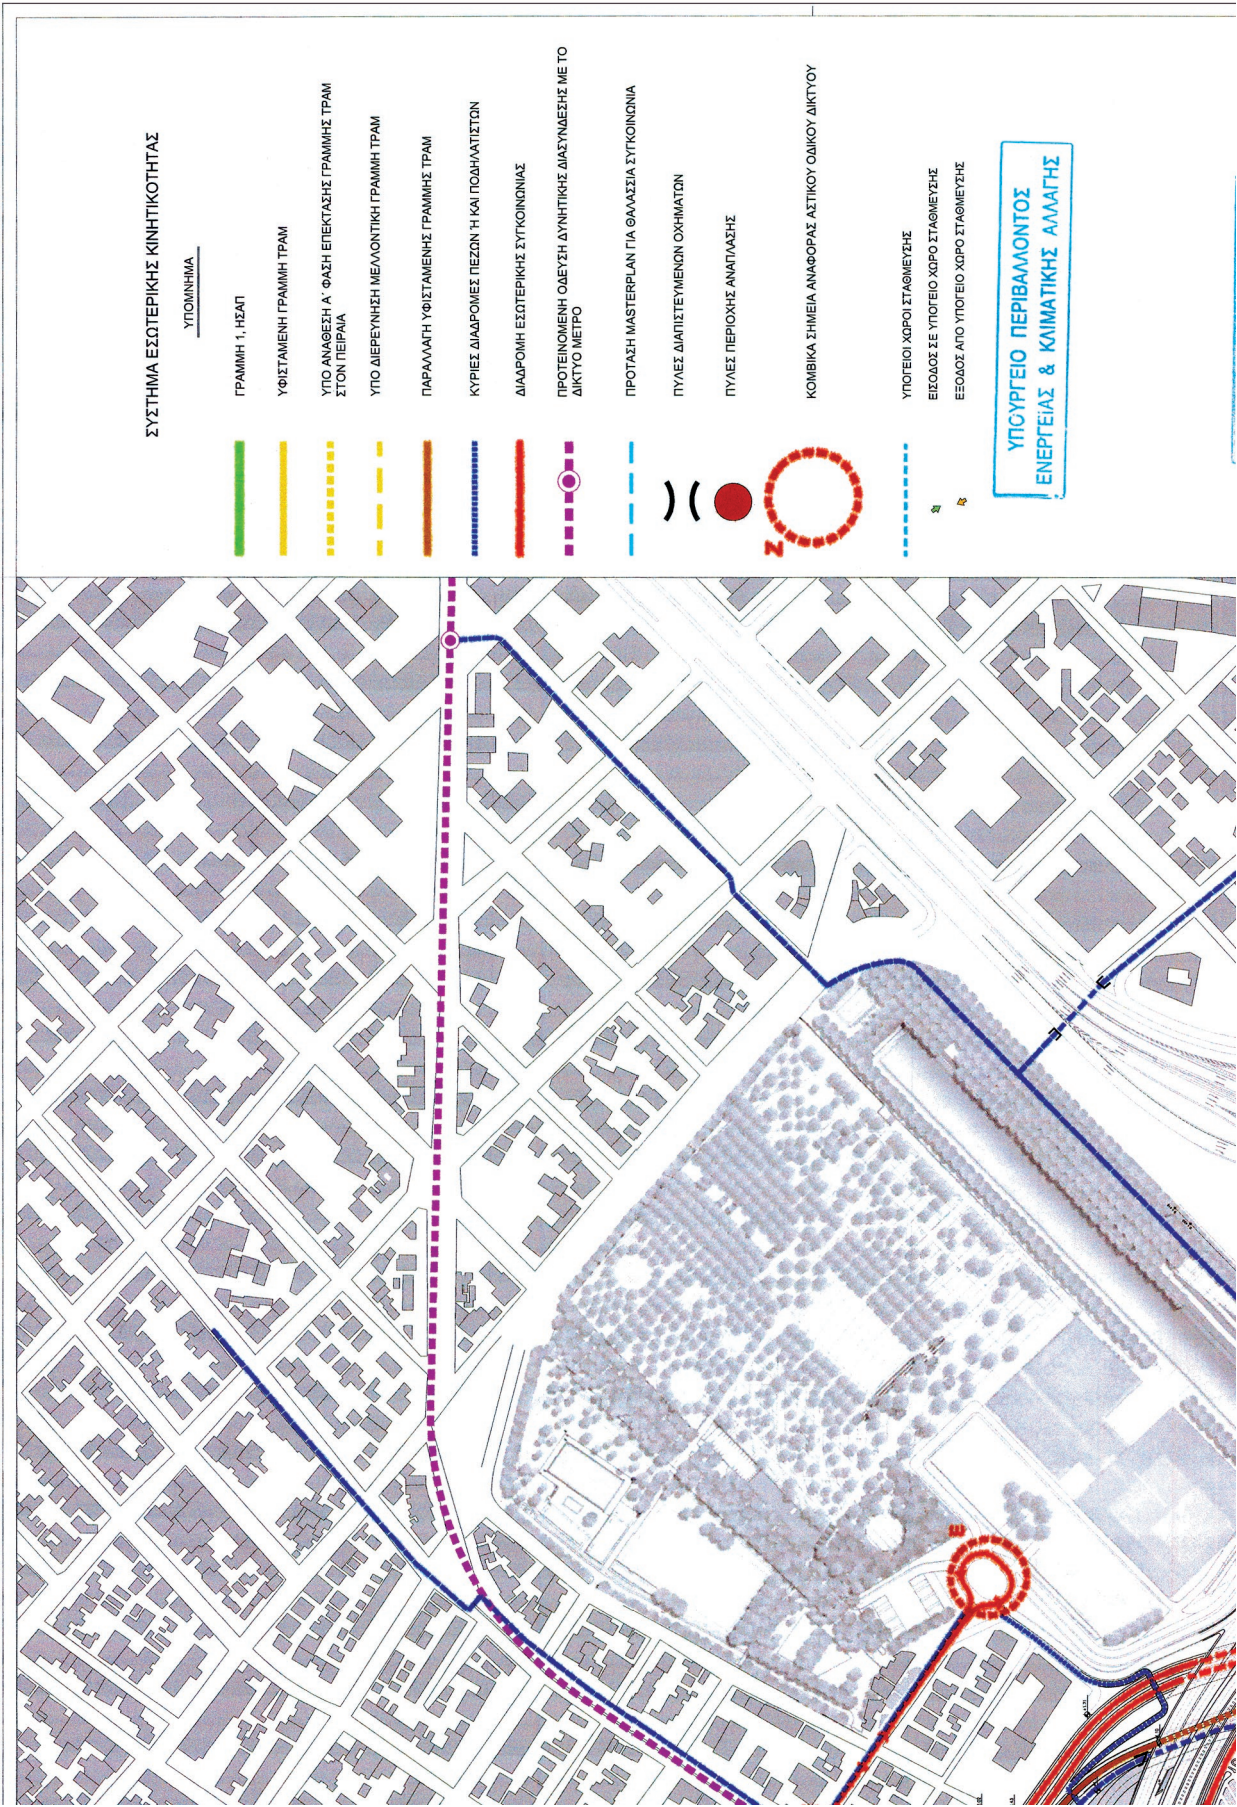 ΣΥΣΤΗΜΑ ΕΣΩΤΕΡΙΚΗΣ ΚΙΝΗΤΙΚΟΤΗΤΑΣ
ΥΠΟΜΝΗΜΑ
ΓΡΑΜΜΗ 1, ΗΣΑΠ
ΥΦΙΣΤΑΜΕΝΗ ΓΡΑΜΜΗ ΤΡΑΜ
ΥΠΟ ΑΝΑΘΕΣΗ Α΄ ΦΑΣΗ ΕΠΕΚΤΑΣΗΣ ΓΡΑΜΜΗΣ ΤΡΑΜ
ΣΤΟΝ ΠΕΙΡΑΙΑ
ΥΠΟ ΔΙΕΡΕΥΝΗΣΗ ΜΕΛΛΟΝΤΙΚΗ ΓΡΑΜΜΗ ΤΡΑΜ
ΠΑΡΑΛΛΑΓΗ ΥΦΙΣΤΑΜΕΝΗΣ ΓΡΑΜΜΗΣ ΤΡΑΜ
ΚΥΡΙΕΣ ΔΙΑΔΡΟΜΕΣ ΠΕΖΩΝ Ή ΚΑΙ ΠΟΔΗΛΑΤΙΣΤΩΝ
ΔΙΑΔΡΟΜΗ ΕΣΩΤΕΡΙΚΗΣ ΣΥΓΚΟΙΝΩΝΙΑΣ
ΠΡΟΤΕΙΝΟΜΕΝΗ ΟΔΕΥΣΗ ΔΥΝΗΤΙΚΗΣ ΔΙΑΣΥΝΔΕΣΗΣ ΜΕ ΤΟ
ΔΙΚΤΥΟ ΜΕΤΡΟ
ΠΡΟΤΑΣΗ MASTERPLAN ΓΙΑ ΘΑΛΑΣΣΙΑ ΣΥΓΚΟΙΝΩΝΙΑ
ΠΥΛΕΣ ΔΙΑΠΙΣΤΕΥΜΕΝΩΝ ΟΧΗΜΑΤΩΝ
ΠΥΛΕΣ ΠΕΡΙΟΧΗΣ ΑΝΑΠΛΑΣΗΣ
Ζ
ΚΟΜΒΙΚΑ ΣΗΜΕΙΑ ΑΝΑΦΟΡΑΣ ΑΣΤΙΚΟΥ ΟΔΙΚΟΥ ΔΙΚΤΥΟΥ
ΥΠΟΓΕΙΟΙ ΧΩΡΟΙ ΣΤΑΘΜΕΥΣΗΣ
ΕΙΣΟΔΟΣ ΣΕ ΥΠΟΓΕΙΟ ΧΩΡΟ ΣΤΑΘΜΕΥΣΗΣ
ΕΞΟΔΟΣ ΑΠΟ ΥΠΟΓΕΙΟ ΧΩΡΟ ΣΤΑΘΜΕΥΣΗΣ
ΥΠΟΥΡΓΕΙΟ ΠΕΡΙΒΑΛΛΟΝΤΟΣ
ΕΝΕΡΓΕΙΑΣ & ΚΛΙΜΑΤΙΚΗΣ ΑΛΛΑΓΗΣ
Ε